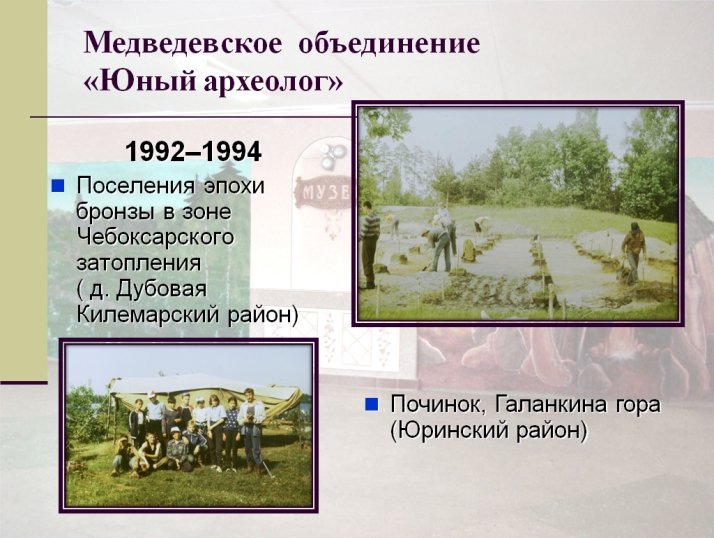 Медведевское объединение
«Юный археолог»
1992–1994
Поселения эпохи
бронзы в зоне
Чебоксарского
затопления
( д. Дубовая
Килемарский район)
МУЗЕ
Починок, Галанкина гора
(Юринский район)